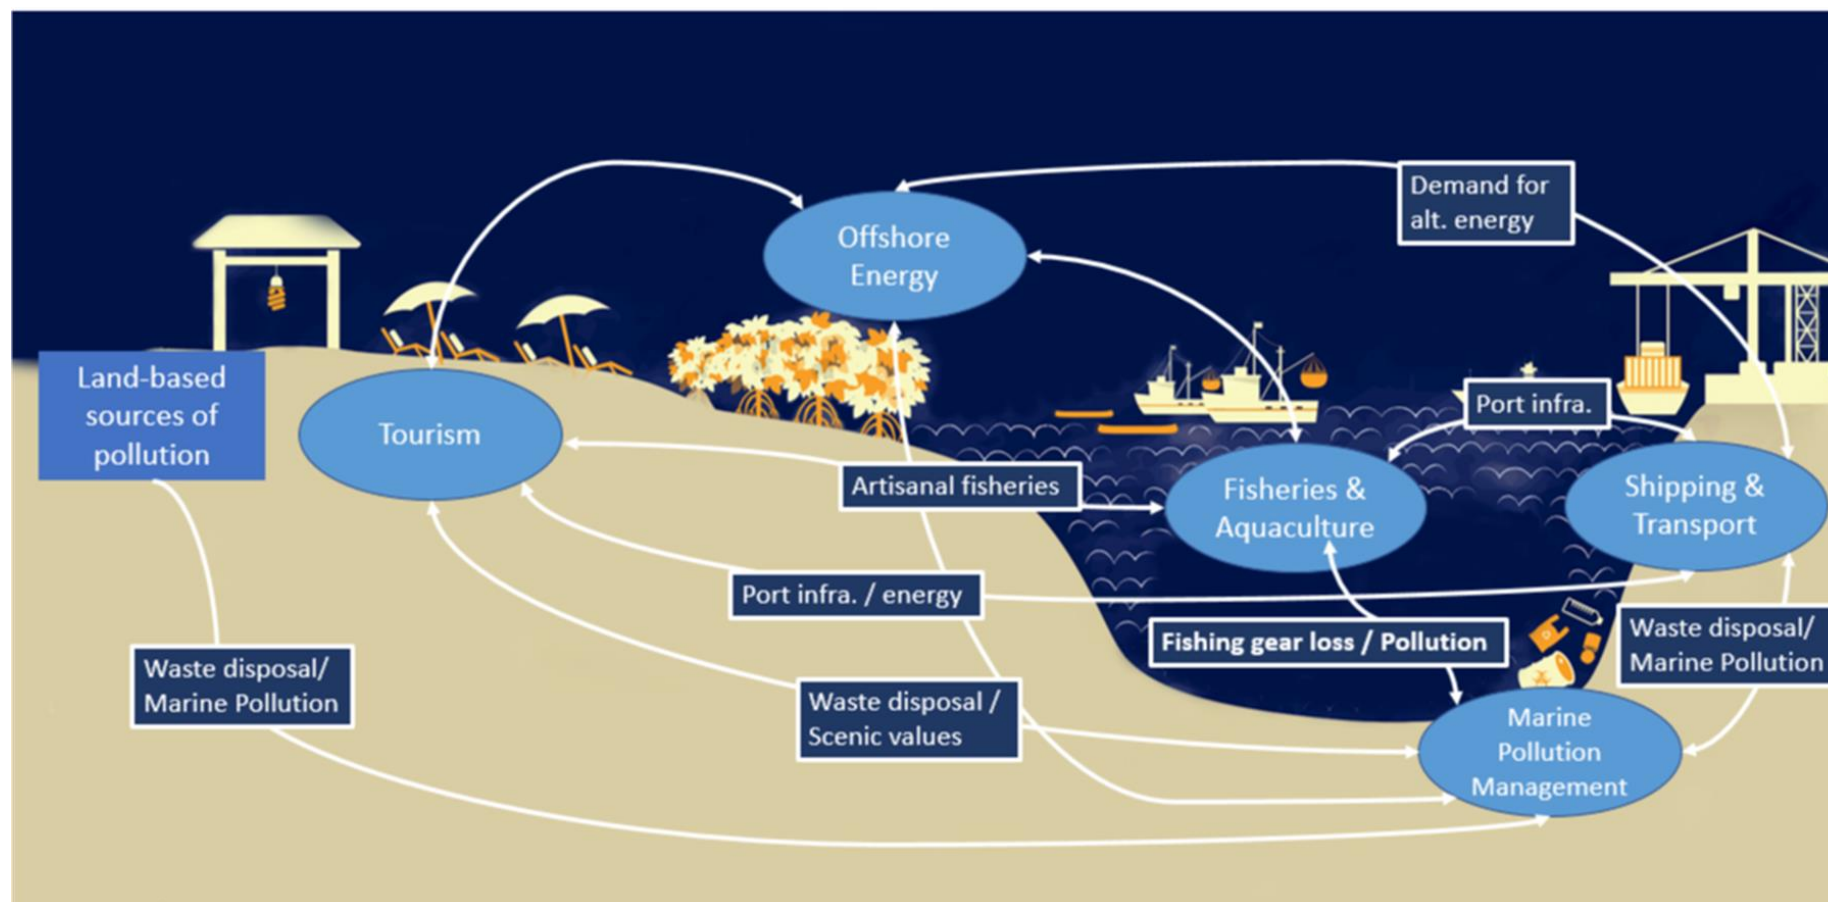 Demand for
alt. energy
Offshore
Energy
Land-based
sources of
pollution
Tourism
Port infra.
Artisanal fisheries
Fisheries &
Aquaculture
Shipping &
Transport
Port infra. / energy
Fishing gear loss / Pollution
Waste disposal/
Marine Pollution
Waste disposal/
Marine Pollution
Waste disposal /
Scenic values
Marine
Pollution
Management